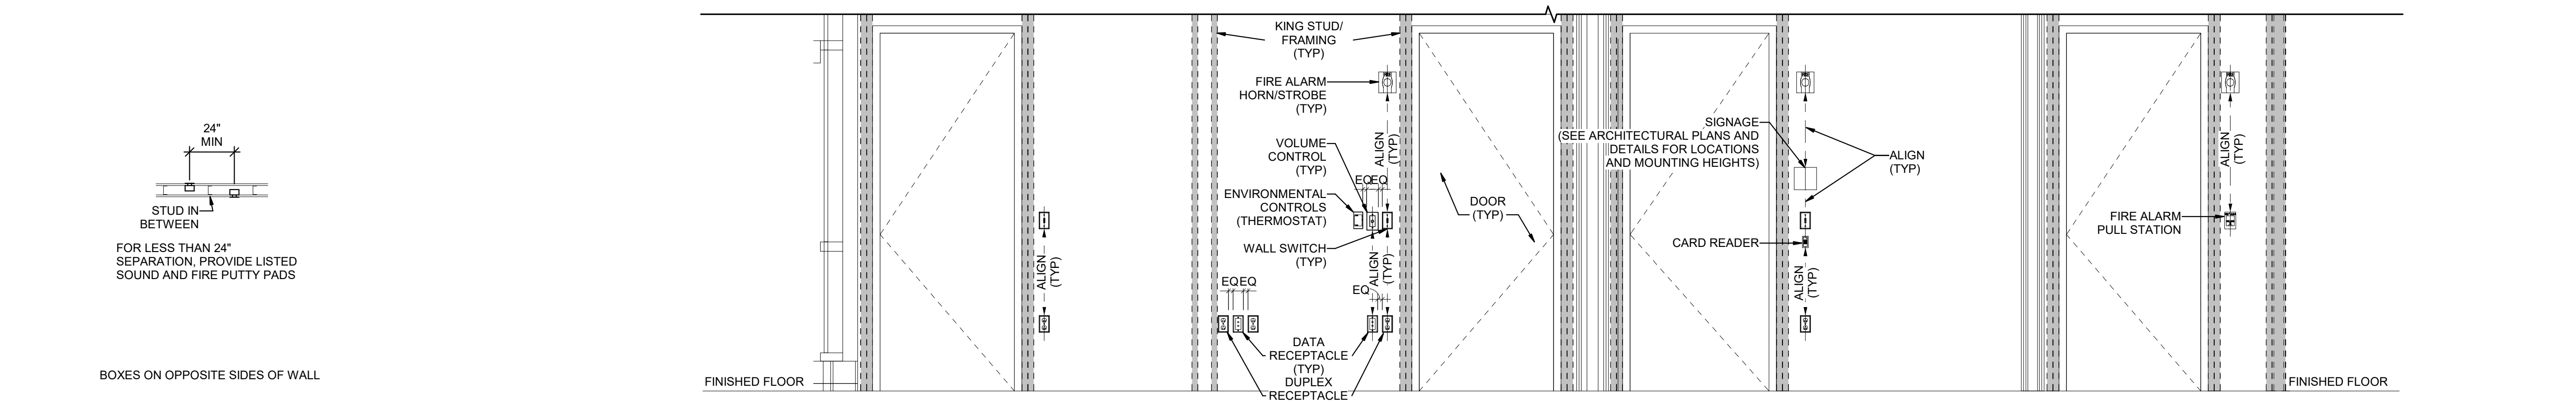 24"
MIN
STUD IN
BETWEEN
FOR LESS THAN 24"
SEPARATION, PROVIDE LISTED
SOUND AND FIRE PUTTY PADS
BOXES ON OPPOSITE SIDES OF WALL
FINISHED FLOOR
ALIGN
(TYP)
KING STUD/
FRAMING
(TYP)
FIRE ALARM
HORN/STROBE
(TYP)
VOLUME
CONTROL
(TYP)
ENVIRONMENTAL
CONTROLS
(THERMOSTAT)
WALL SWITCH
(TYP)
EQ EQ
DATA
RECEPTACLE
(TYP)
DUPLEX
RECEPTACLE
ALIGN
(TYP)
EQ EQ
ALIGN
ALIGN
(TYP)
EQ
DOOR
(TYP)
SIGNAGE
(SEE ARCHITECTURAL PLANS AND
DETAILS FOR LOCATIONS
AND MOUNTING HEIGHTS)
CARD READER
ALIGN
(TYP)
ALIGN
(TYP)
FIRE ALARM
PULL STATION
ALIGN
(TYP)
FINISHED FLOOR